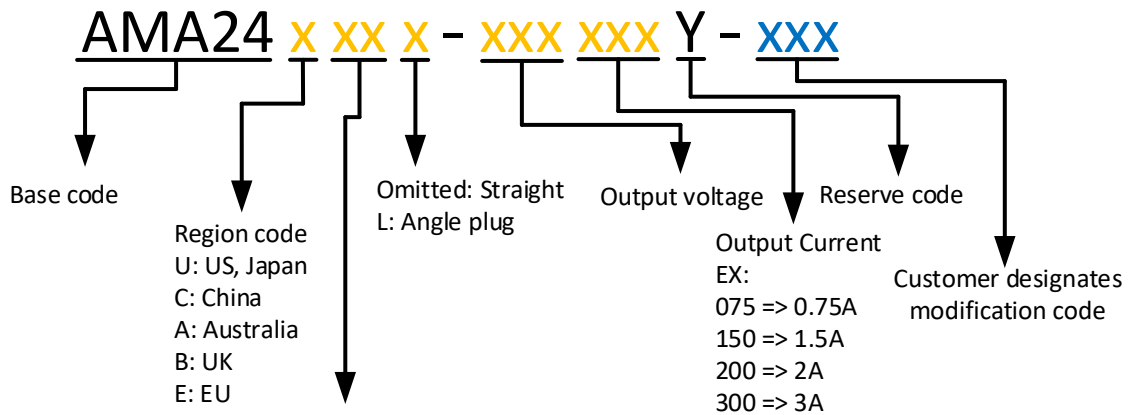 AMA24 x xx x - xxx xxx Y - xxx
Base code
Region code
U: US, Japan
C: China
A: Australia
B: UK
E: EU
Omitted: Straight
L: Angle plug
Output voltage
Output Current
EX:
075 => 0.75A
150 => 1.5A
200 => 2A
300 => 3A
Reserve code
Customer designates
modification code